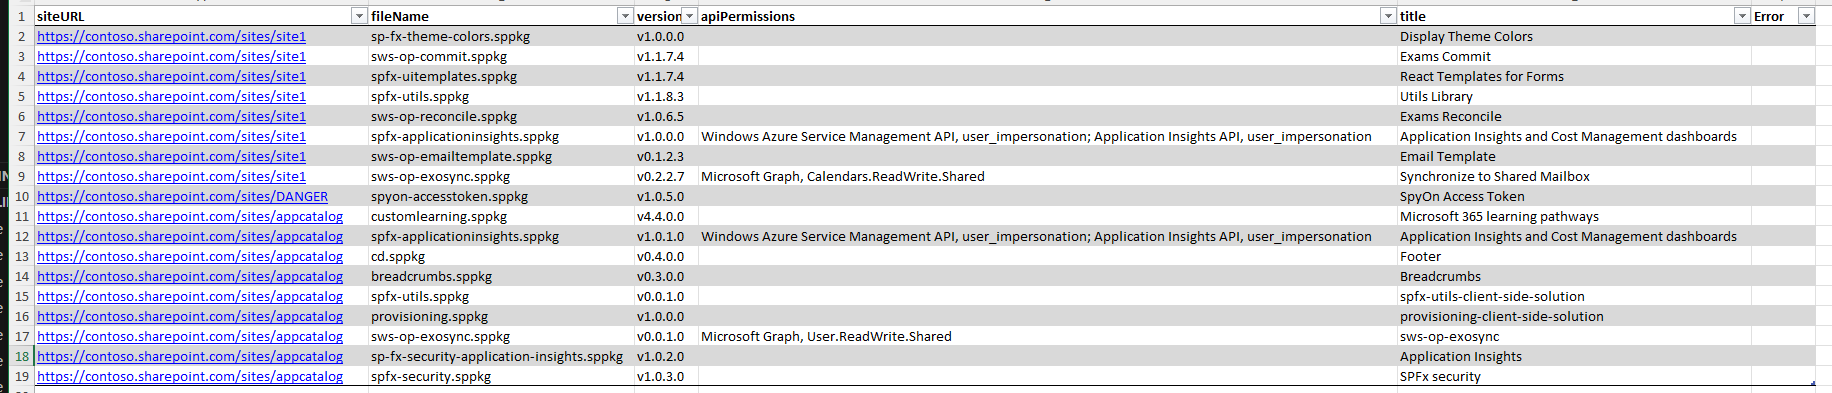 1 siteURL fileName version apiPermissions title Error
2 https://contoso.sharepoint.com/sites/site1 sp-fx-theme-colors.sppkg v1.0.0.0 Display Theme Colors
3 https://contoso.sharepoint.com/sites/site1 sws-op-commit.sppkg v1.1.7.4 Exams Commit
4 https://contoso.sharepoint.com/sites/site1 spfx-uitemplates.sppkg v1.1.7.4 React Templates for Forms
5 https://contoso.sharepoint.com/sites/site1 spfx-utils.sppkg v1.1.8.3 Utils Library
6 https://contoso.sharepoint.com/sites/site1 sws-op-reconcile.sppkg v1.0.6.5 Exams Reconcile
7 https://contoso.sharepoint.com/sites/site1 spfx-applicationinsights.sppkg v1.0.0.0 Windows Azure Service Management API, user_impersonation; Application Insights API, user_impersonation Application Insights and Cost Management dashboards
8 https://contoso.sharepoint.com/sites/site1 sws-op-emailtemplate.sppkg v0.1.2.3 Email Template
9 https://contoso.sharepoint.com/sites/site1 sws-op-exosync.sppkg v0.2.2.7 Microsoft Graph, Calendars.ReadWrite.Shared Synchronize to Shared Mailbox
10 https://contoso.sharepoint.com/sites/DANGER spyon-accesstoken.sppkg v1.0.5.0 SpyOn Access Token
11 https://contoso.sharepoint.com/sites/appcatalog customlearning.sppkg v4.4.0.0 Microsoft 365 learning pathways
12 https://contoso.sharepoint.com/sites/appcatalog spfx-applicationinsights.sppkg v1.0.1.0 Windows Azure Service Management API, user_impersonation; Application Insights API, user_impersonation Application Insights and Cost Management dashboards
13 https://contoso.sharepoint.com/sites/appcatalog cd.sppkg v0.4.0.0 Footer
14 https://contoso.sharepoint.com/sites/appcatalog breadcrumbs.sppkg v0.3.0.0 Breadcrumbs
15 https://contoso.sharepoint.com/sites/appcatalog spfx-utils.sppkg v0.0.1.0 spfx-utils-client-side-solution
16 https://contoso.sharepoint.com/sites/appcatalog provisioning.sppkg v1.0.0.0 provisioning-client-side-solution
17 https://contoso.sharepoint.com/sites/appcatalog sws-op-exosync.sppkg v0.0.1.0 Microsoft Graph, User.ReadWrite.Shared sws-op-exosync
18 https://contoso.sharepoint.com/sites/appcatalog sp-fx-security-application-insights.sppkg v1.0.2.0 Application Insights
19 https://contoso.sharepoint.com/sites/appcatalog spfx-security.sppkg v1.0.3.0 SPFx security